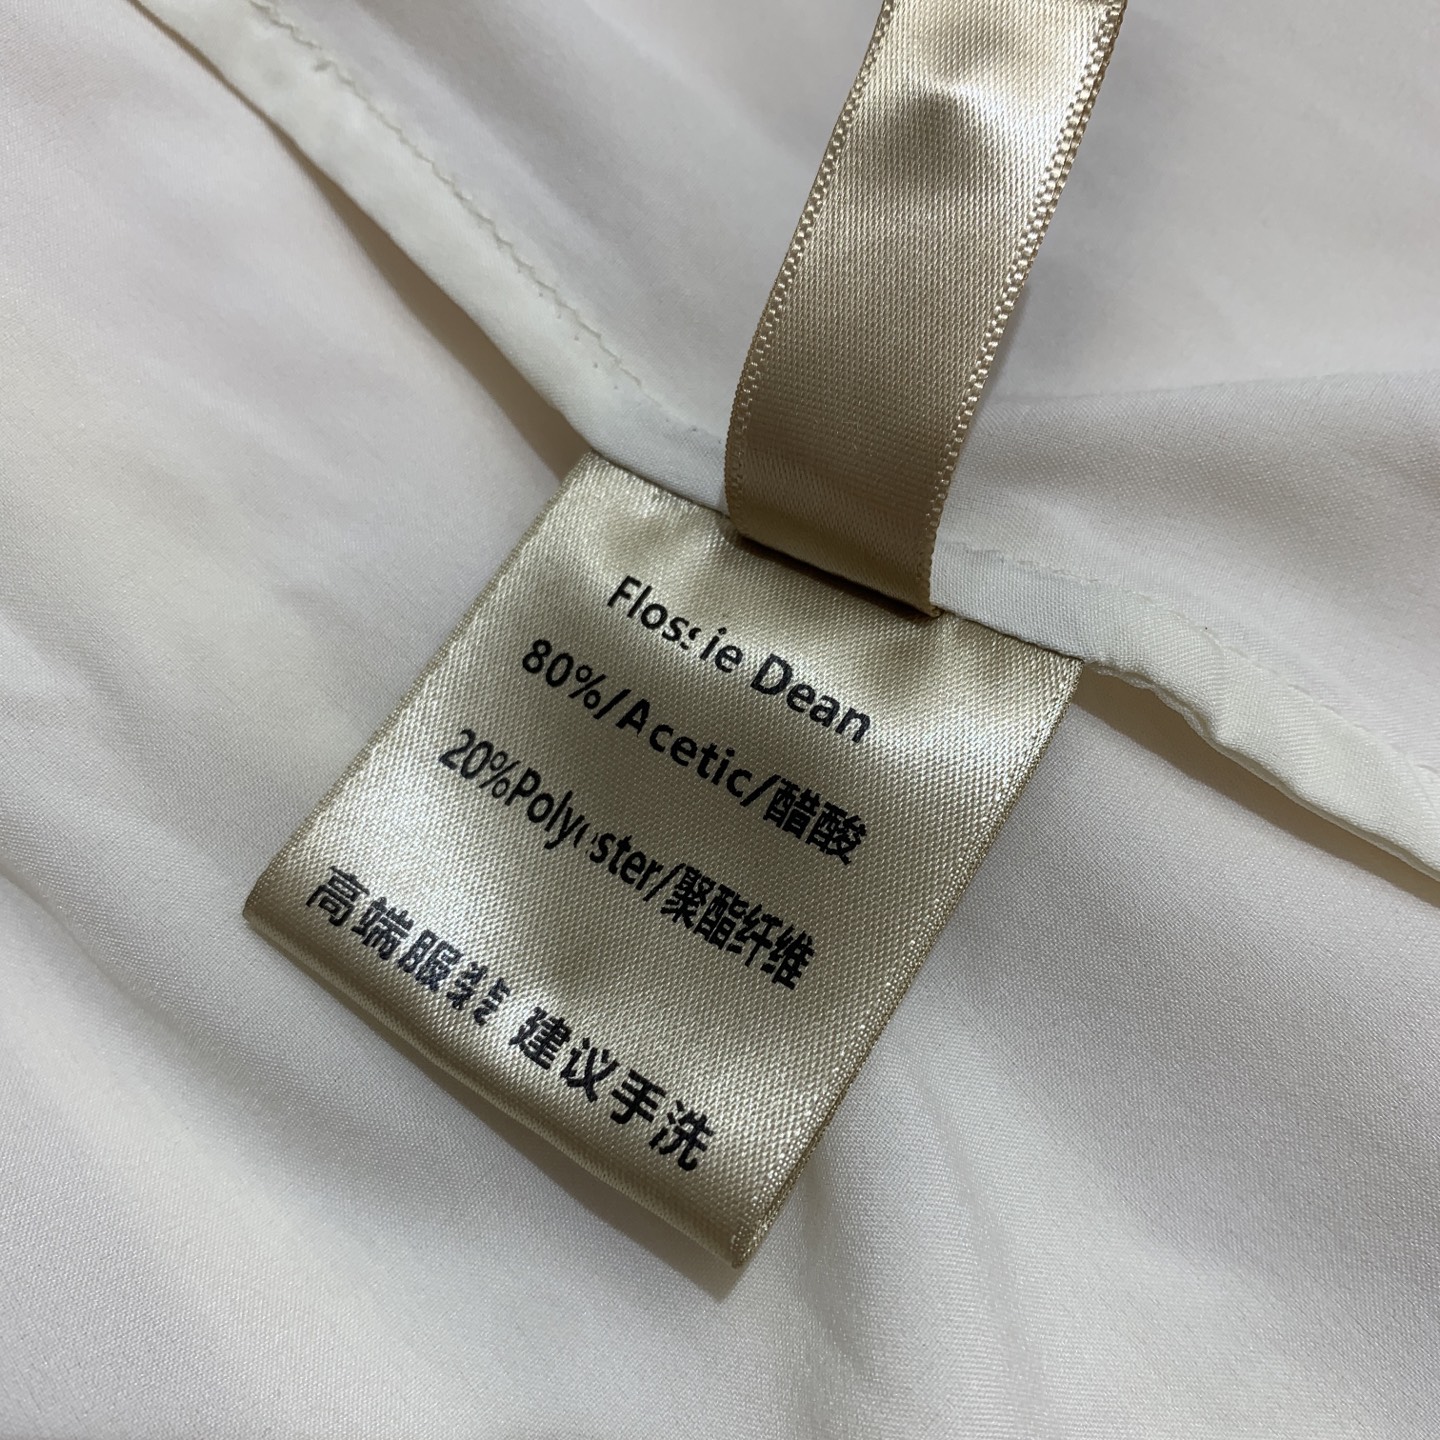 Flossie Dean
80%/Acetic/醋酸
20%Polyester/聚酯纤维
高端服装 建议手洗